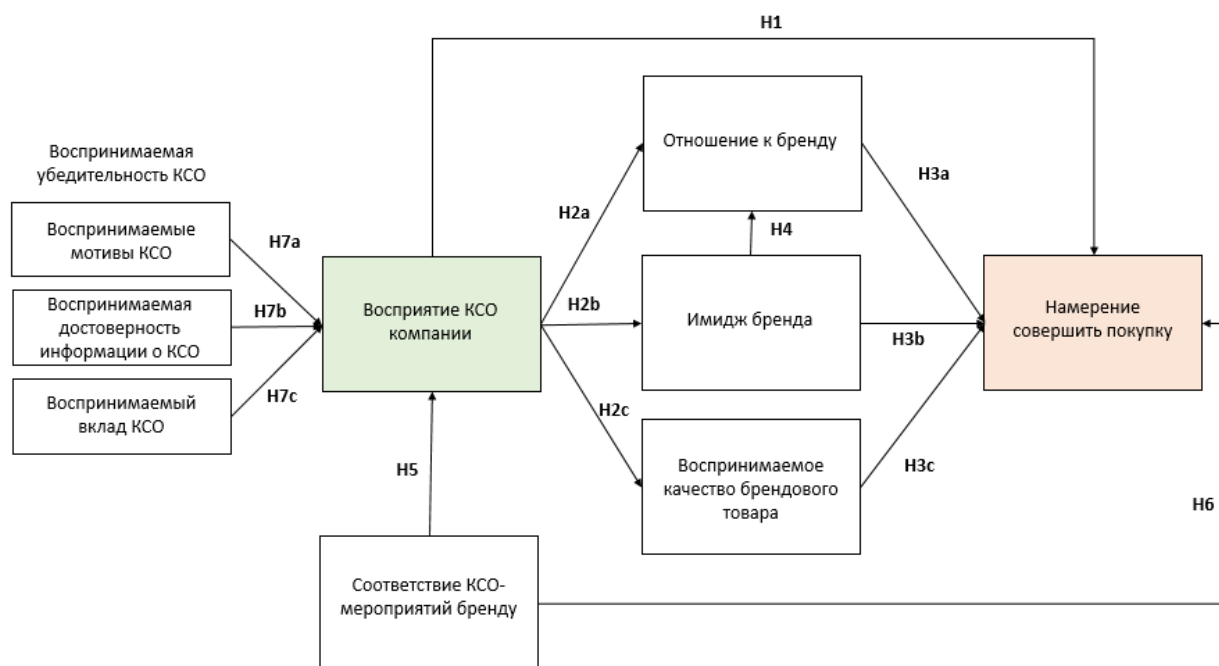 H1
Отношение к бренду
Воспринимаемая
убедительность КСО
H3a
H2a
Воспринимаемые
мотивы КСО
H7a
H4
Восприятие КСО
компании
Имидж бренда
Намерение
совершить покупку
Воспринимаемая
достоверность
информации о КСО
H7b
H2b
H3b
Воспринимаемый
вклад КСО
H7c
H2c
H5
Воспринимаемое
качество брендового
товара
H3c
H6
Соответствие КСО-
мероприятий бренду